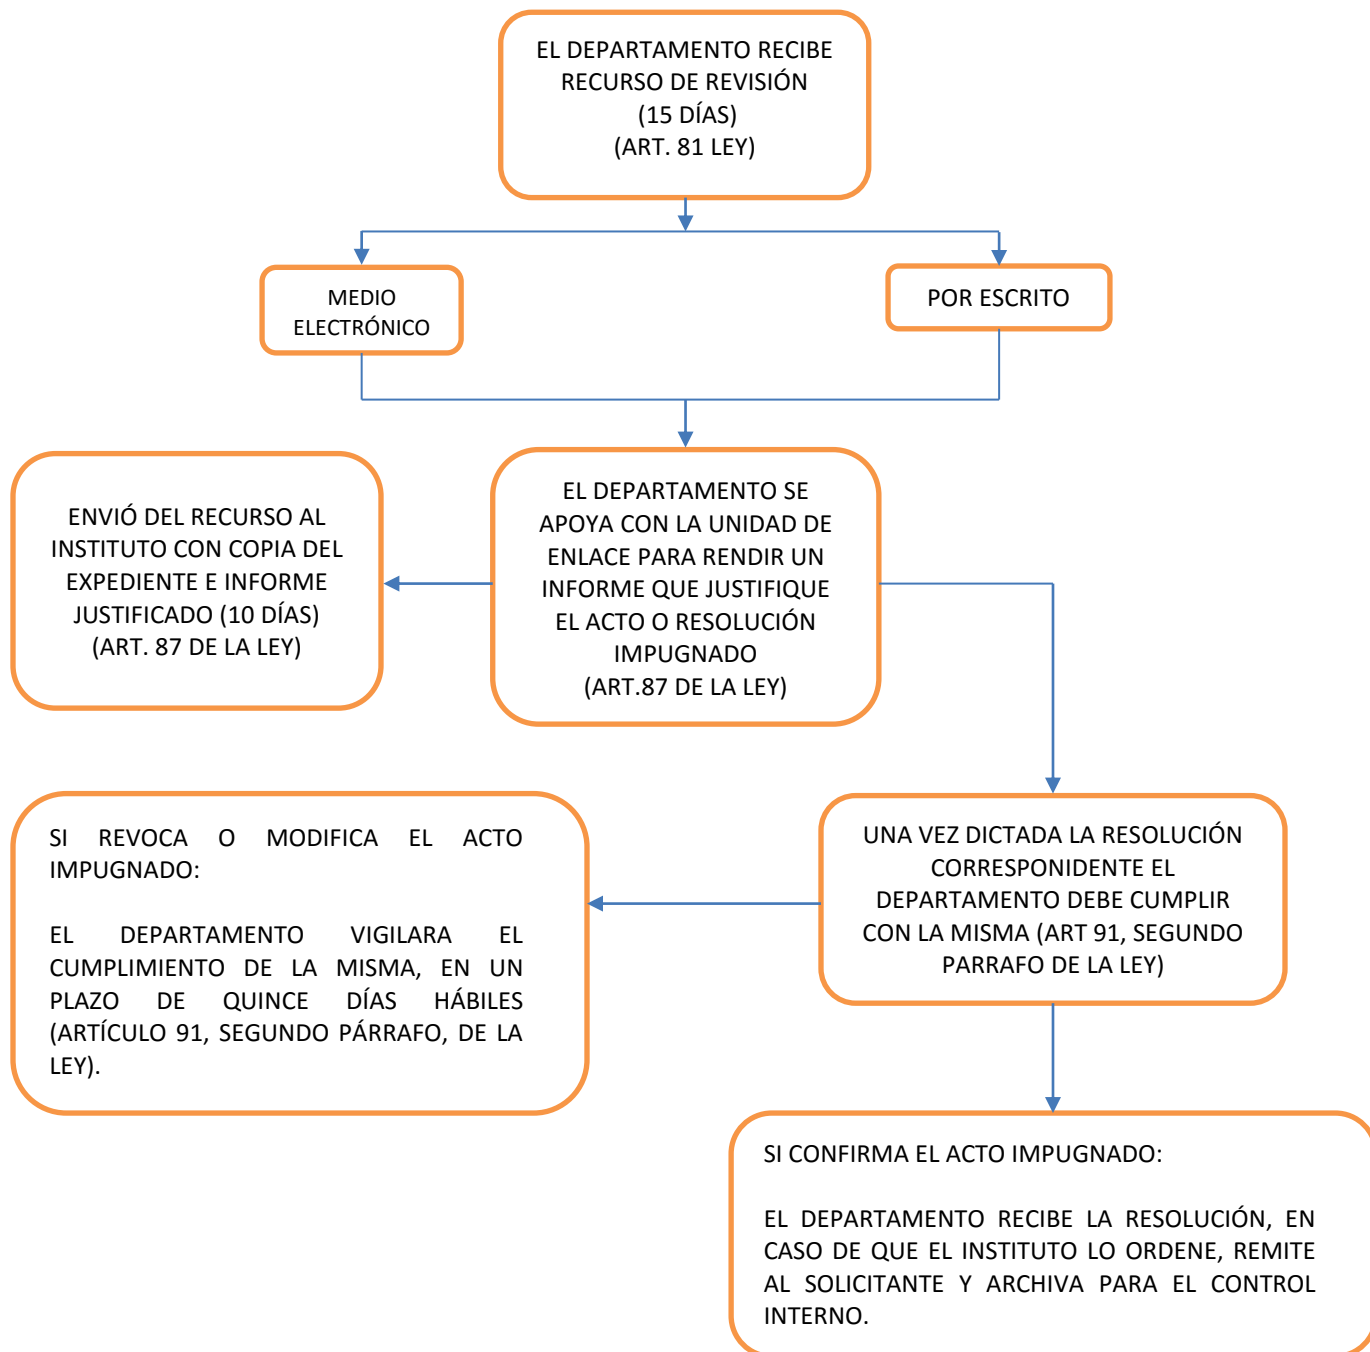 EL DEPARTAMENTO RECIBE
RECURSO DE REVISIÓN
(15 DÍAS)
(ART. 81 LEY)
MEDIO
ELECTRÓNICO
POR ESCRITO
ENVIÓ DEL RECURSO AL
INSTITUTO CON COPIA DEL
EXPEDIENTE E INFORME
JUSTIFICADO (10 DÍAS)
(ART. 87 DE LA LEY)
EL DEPARTAMENTO SE
APOYA CON LA UNIDAD DE
ENLACE PARA RENDIR UN
INFORME QUE JUSTIFIQUE
EL ACTO O RESOLUCIÓN
IMPUGNADO
(ART.87 DE LA LEY)
SI REVOCA O MODIFICA EL ACTO
IMPUGNADO:
EL DEPARTAMENTO VIGILARA EL
CUMPLIMIENTO DE LA MISMA, EN UN
PLAZO DE QUINCE DÍAS HÁBILES
(ARTÍCULO 91, SEGUNDO PÁRRAFO, DE LA
LEY).
UNA VEZ DICTADA LA RESOLUCIÓN
CORRESPONIDENTE EL
DEPARTAMENTO DEBE CUMPLIR
CON LA MISMA (ART 91, SEGUNDO
PARRAFO DE LA LEY)
SI CONFIRMA EL ACTO IMPUGNADO:
EL DEPARTAMENTO RECIBE LA RESOLUCIÓN, EN
CASO DE QUE EL INSTITUTO LO ORDENE, REMITE
AL SOLICITANTE Y ARCHIVA PARA EL CONTROL
INTERNO.